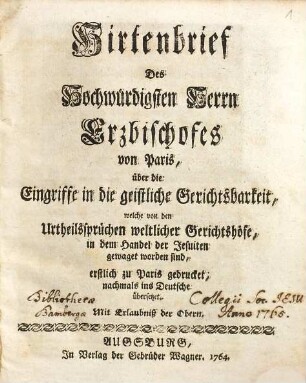 Hirtenbrief
Des
Hochwürdigsten Herrn
Erzbischofes
von Paris,
über die
Eingriffe in die geistliche Gerichtsbarkeit,
welche von den
Urtheilssprüchen weltlicher Gerichtshöfe,
in dem Handel der Jesuiten
gewaget worden sind,
erstlich zu Paris gedrucket;
nachmals ins Deutsche
übersetzet.
Bibliotheca Collegii Soc JESU
Bambergæ Anno 1768.
Mit Erlaubniß der Obern.
AUGSBURG,
In Verlag der Gebrüder Wagner. 1764.